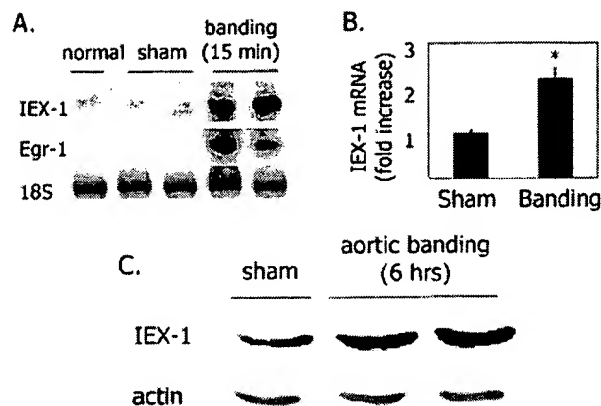 A.
banding
normal sham (15 min)
IEX-1
Egr-1
18S
B.
3
*
2
1
IEX-1 mRNA
(fold increase)
Sham Banding
C.
aortic banding
sham (6 hrs)
IEX-1
actin